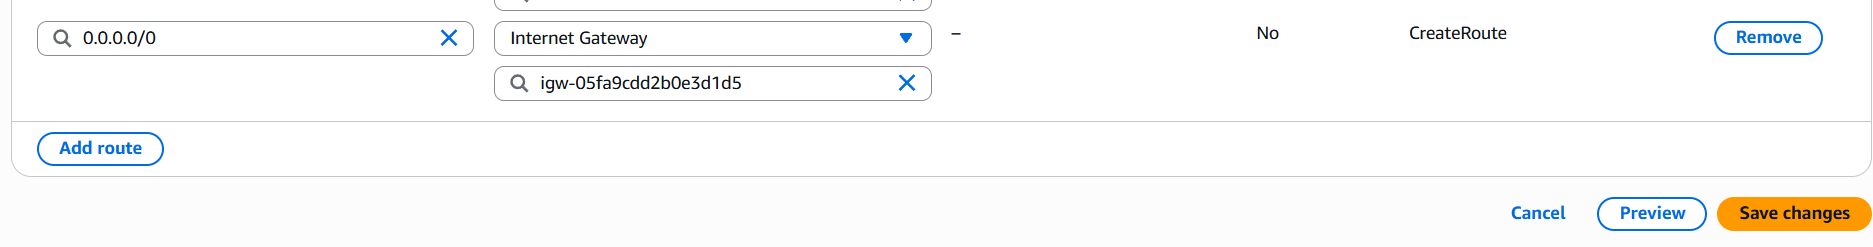 0.0.0.0/0
Internet Gateway
–
No
CreateRoute
Remove
igw-05fa9cdd2b0e3d1d5
Add route
Cancel
Preview
Save changes